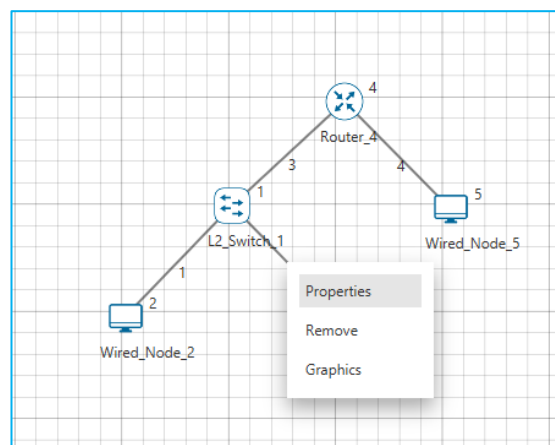 4
Router_4
3
4
1
5
L2_Switch_1
Wired_Node_5
1
Properties
2
Remove
Wired_Node_2
Graphics